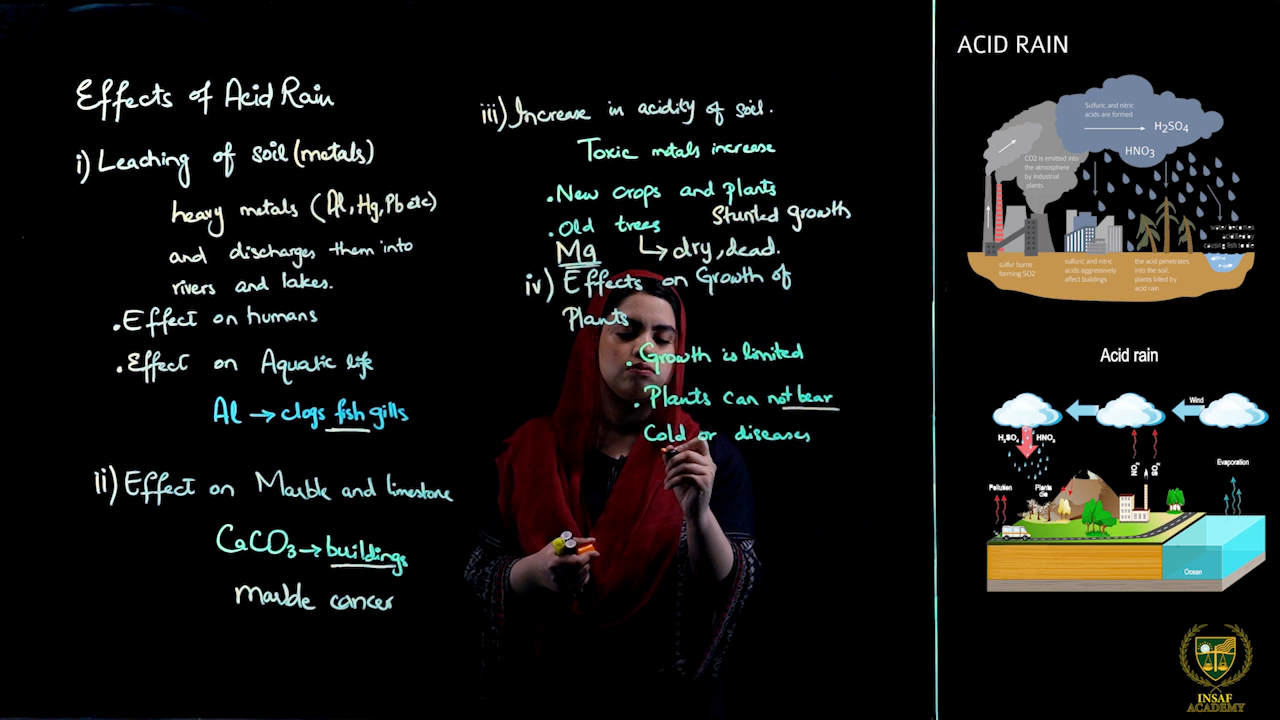 Effects of Acid Rain
i) Leaching of soil (metals)
heavy metals (Al, Hg, Pb etc)
and discharges them into
rivers and lakes.
. Effect on humans
. Effect on Aquatic life
Al → clogs fish gills
ii) Effect on Marble and limestone
CaCO3 → buildings
marble cancer
iii) Increase in acidity of soil.
Toxic metals increase
. New crops and plants
Stunted growth
. Old trees
Mg
↳ dry, dead.
iv) Effects on Growth of
Plants
. Growth is limited
. Plants can not bear
Cold or diseases
ACID RAIN
Sulfuric and nitric
acids are formed
H2SO4
HNO3
CO2 is emitted into
the atmosphere
by industrial
plants
sulfur burns
forming SO2
sulfuric and nitric
acids aggressively
affect buildings
the acid penetrates
into the soil,
plants killed by
acid rain
Acid rain
Wind
H2SO4
HNO3
NO
SO
Evaporation
Pollution
Plants
die
Ocean
INSAF
ACADEMY